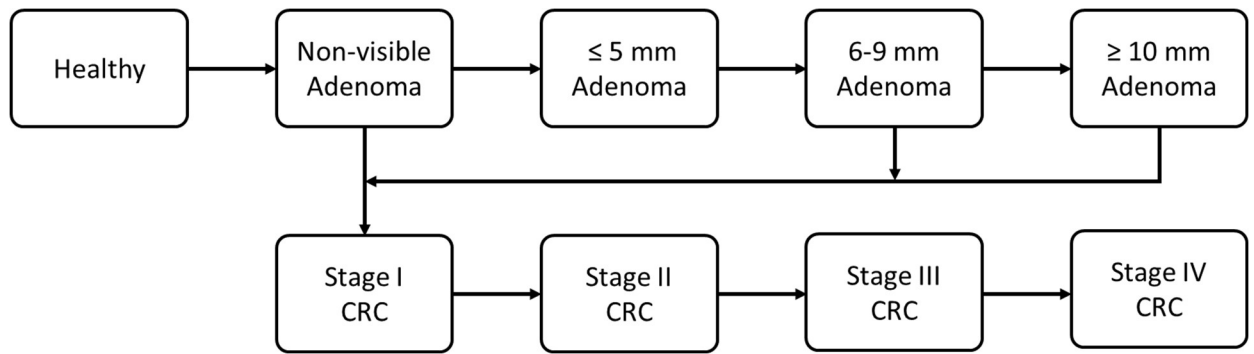 Healthy
Non-visible
Adenoma
≤ 5 mm
Adenoma
6-9 mm
Adenoma
≥ 10 mm
Adenoma
Stage I
CRC
Stage II
CRC
Stage III
CRC
Stage IV
CRC